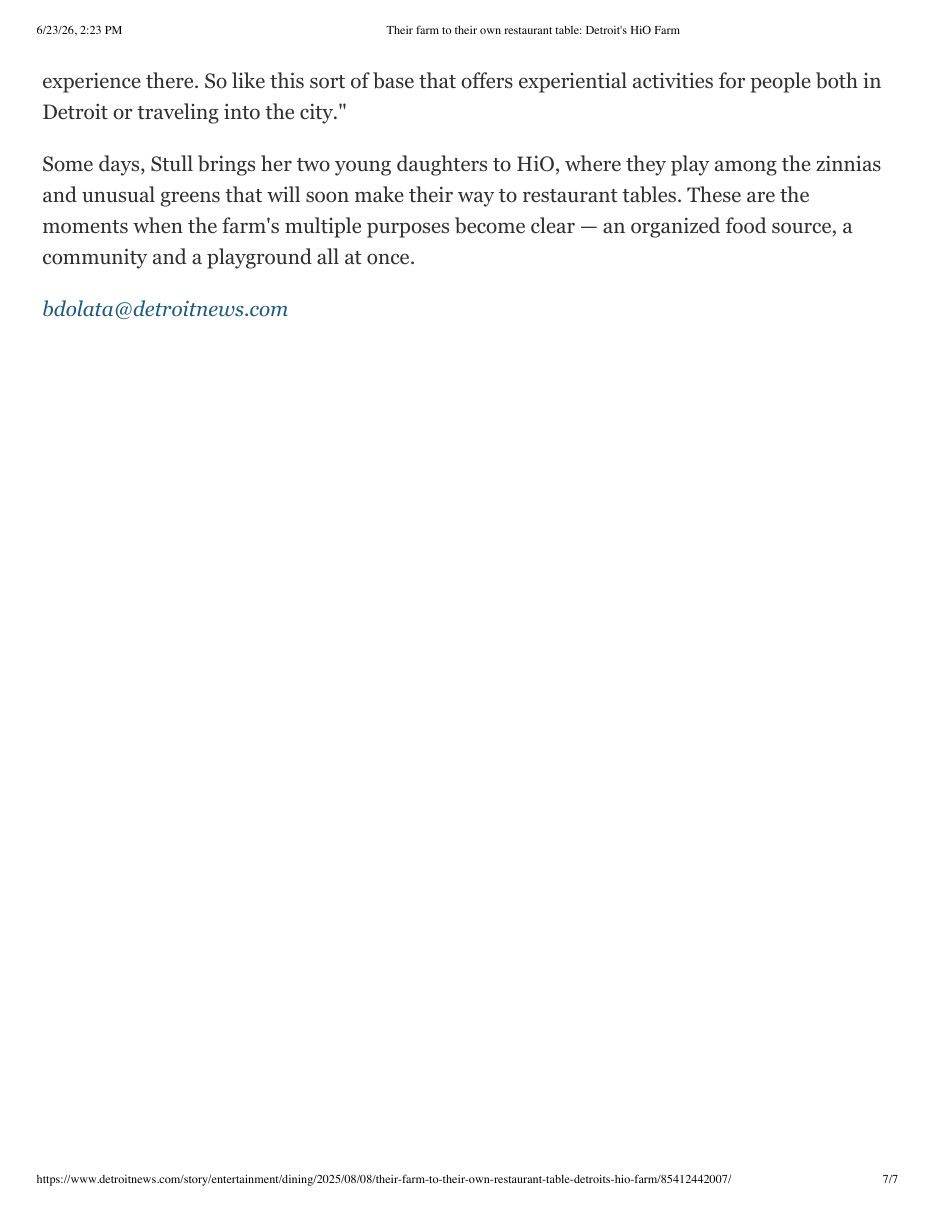 6/23/26, 2:23 PM
Their farm to their own restaurant table: Detroit's HiO Farm
experience there. So like this sort of base that offers experiential activities for people both in
Detroit or traveling into the city."
Some days, Stull brings her two young daughters to HiO, where they play among the zinnias
and unusual greens that will soon make their way to restaurant tables. These are the
moments when the farm's multiple purposes become clear — an organized food source, a
community and a playground all at once.
bdolata@detroitnews.com
https://www.detroitnews.com/story/entertainment/dining/2025/08/08/their-farm-to-their-own-restaurant-table-detroits-hio-farm/85412442007/
7/7